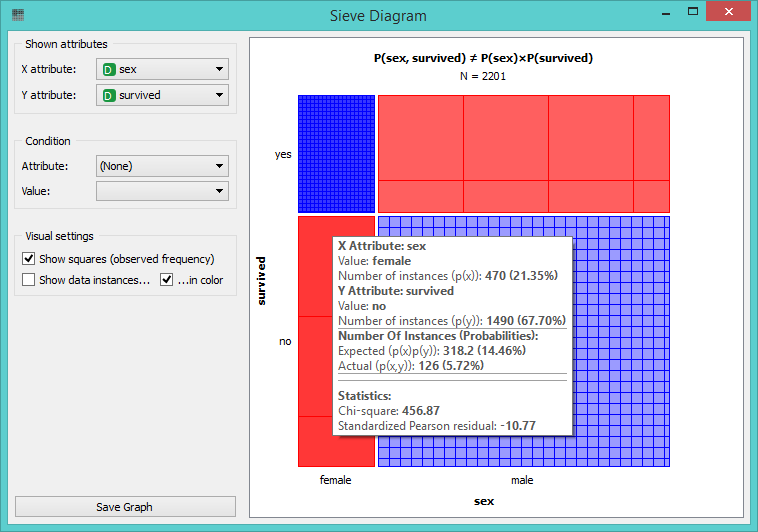 Sieve Diagram
Shown attributes
X attribute: D sex
Y attribute: D survived
Condition
Attribute: (None)
Value:
Visual settings
Show squares (observed frequency)
Show data instances... ...in color
Save Graph
P(sex, survived) ≠ P(sex)×P(survived)
N = 2201
yes
survived
no
X Attribute: sex
Value: female
Number of instances (p(x)): 470 (21.35%)
Y Attribute: survived
Value: no
Number of instances (p(y)): 1490 (67.70%)
Number Of Instances (Probabilities):
Expected (p(x)p(y)): 318.2 (14.46%)
Actual (p(x,y)): 126 (5.72%)
Statistics:
Chi-square: 456.87
Standardized Pearson residual: -10.77
female male
sex